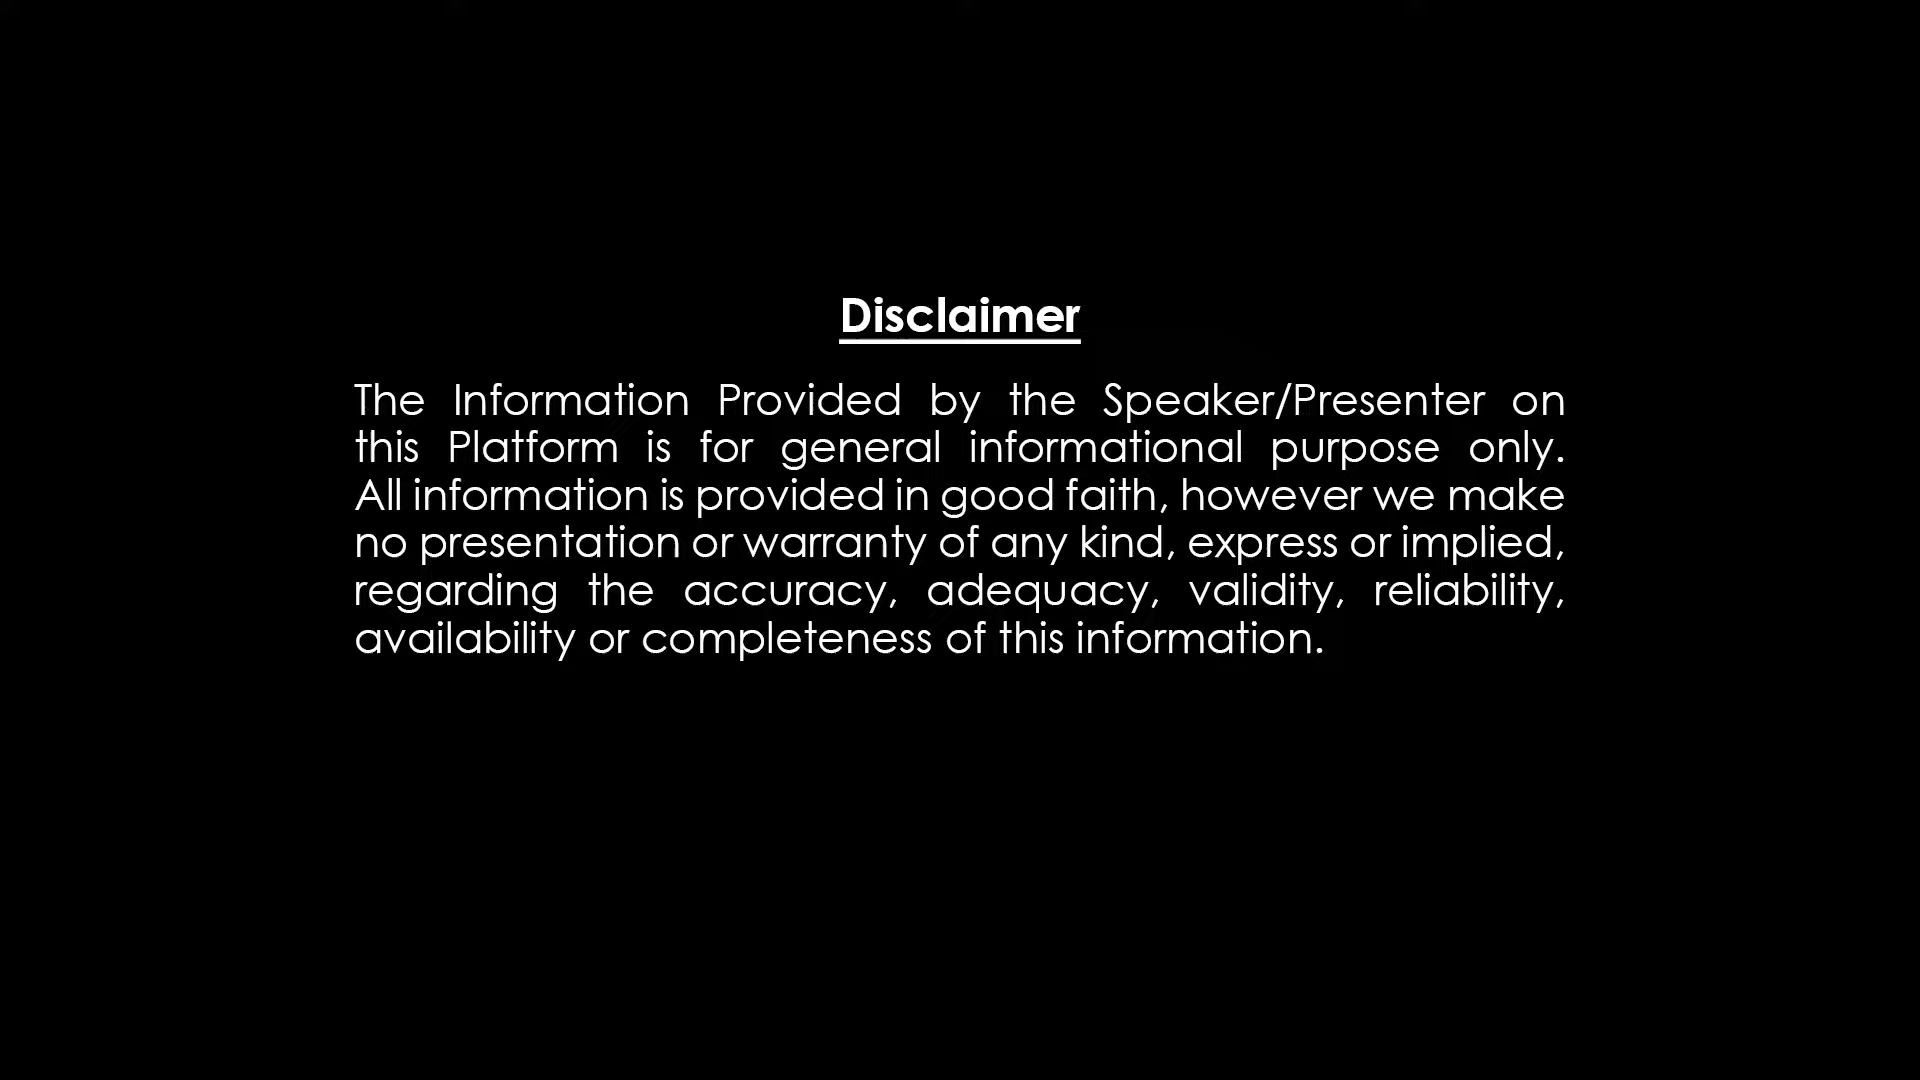 Disclaimer
The Information Provided by the Speaker/Presenter on
this Platform is for general informational purpose only.
All information is provided in good faith, however we make
no presentation or warranty of any kind, express or implied,
regarding the accuracy, adequacy, validity, reliability,
availability or completeness of this information.